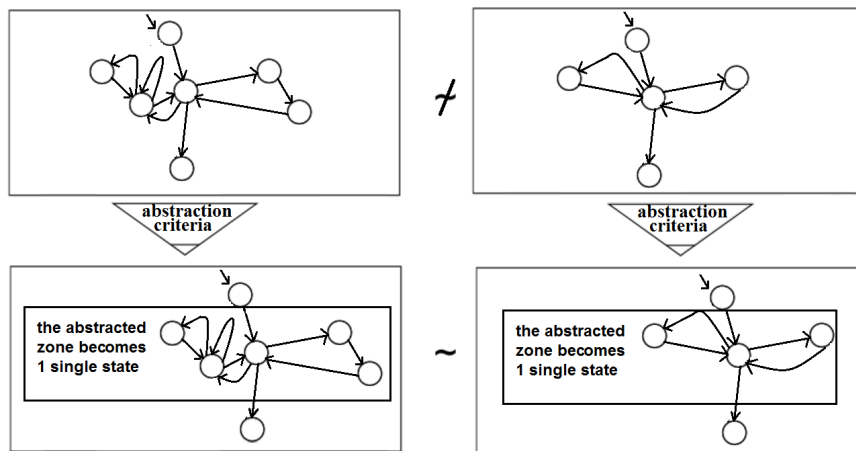 ≁
abstraction
criteria
abstraction
criteria
the abstracted
zone becomes
1 single state
~
the abstracted
zone becomes
1 single state